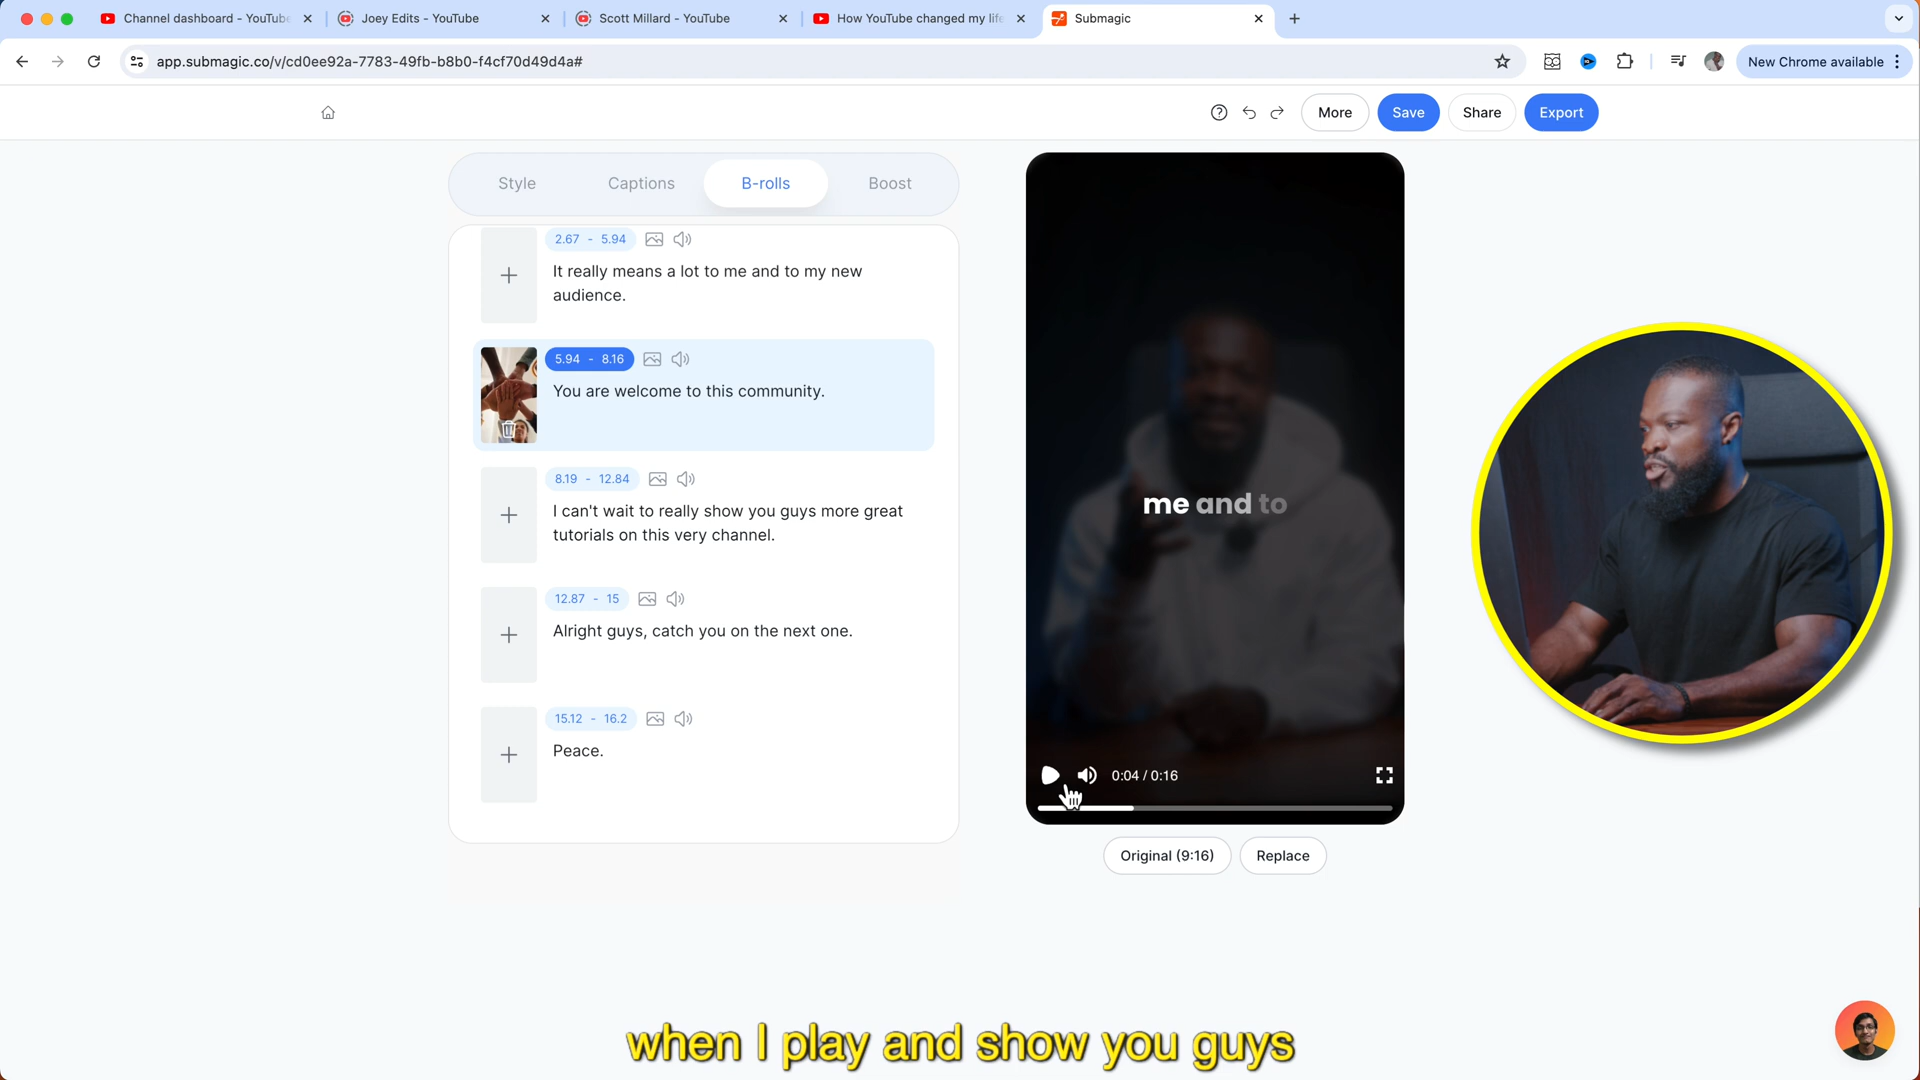 Channel dashboard - YouTube
Joey Edits - YouTube
Scott Millard - YouTube
How YouTube changed my life
Submagic
app.submagic.co/v/cd0ee92a-7783-49fb-b8b0-f4cf70d49d4a#
New Chrome available
More
Save
Share
Export
Style
Captions
B-rolls
Boost
2.67 - 5.94
It really means a lot to me and to my new
audience.
5.94 - 8.16
You are welcome to this community.
8.19 - 12.84
I can't wait to really show you guys more great
tutorials on this very channel.
12.87 - 15
Alright guys, catch you on the next one.
15.12 - 16.2
Peace.
me and to
0:04 / 0:16
Original (9:16)
Replace
when I play and show you guys